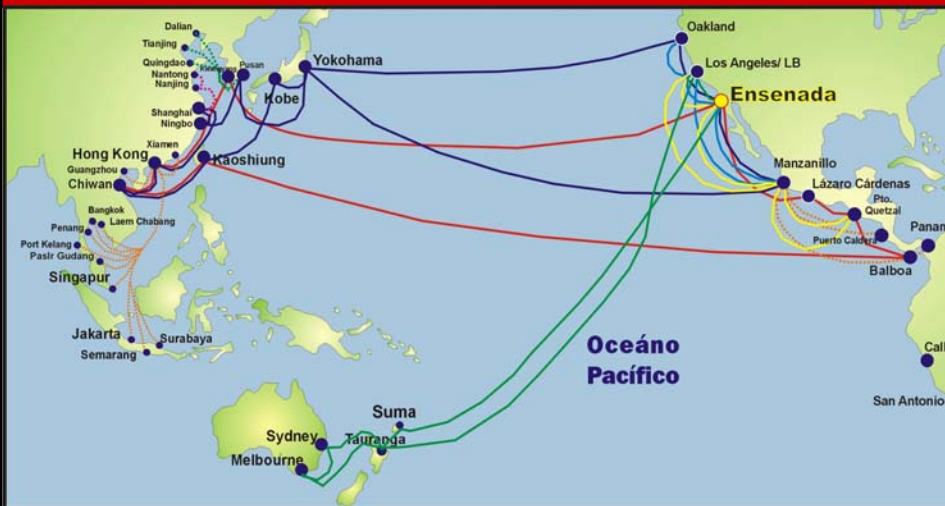 Dalian
Tianjing
Quingdao
Nantong
Nanjing
Pusan
Yokohama
Kobe
Shanghai
Ningbo
Xiamen
Hong Kong
Guangzhou
Chiwan
Kaoshiung
Bangkok
Laem Chabang
Penang
Port Kelang
Pasir Gudang
Singapur
Jakarta
Surabaya
Semarang
Oakland
Los Angeles/ LB
Ensenada
Manzanillo
Lázaro Cárdenas
Pto.
Quetzal
Puerto Caldera
Panam
Balboa
Oceáno
Pacífico
Call
San Antonio
Suma
Sydney
Tauranga
Melbourne